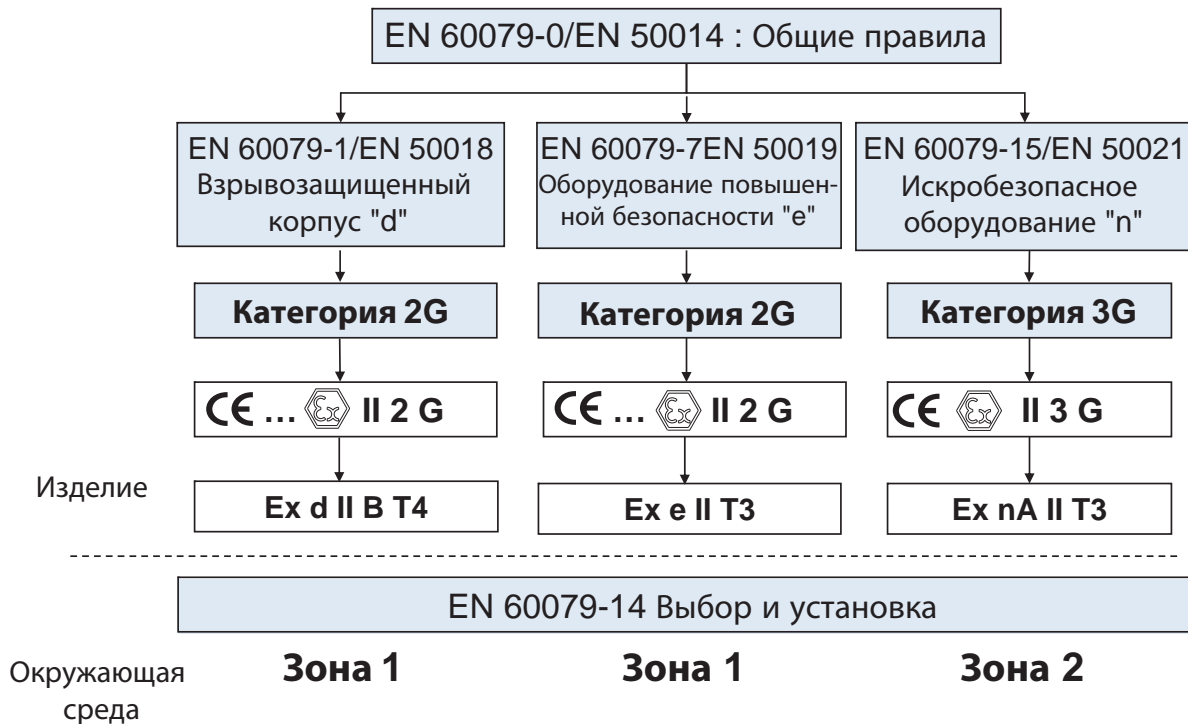 EN 60079-0/EN 50014 : Общие правила
EN 60079-1/EN 50018
Взрывозащищенный
корпус "d"
EN 60079-7EN 50019
Оборудование повышен-
ной безопасности "e"
EN 60079-15/EN 50021
Искробезопасное
оборудование "n"
Категория 2G
Категория 2G
Категория 3G
CE ... Ex II 2 G
CE ... Ex II 2 G
CE Ex II 3 G
Изделие
Ex d II B T4
Ex e II T3
Ex nA II T3
EN 60079-14 Выбор и установка
Окружающая
среда
Зона 1
Зона 1
Зона 2